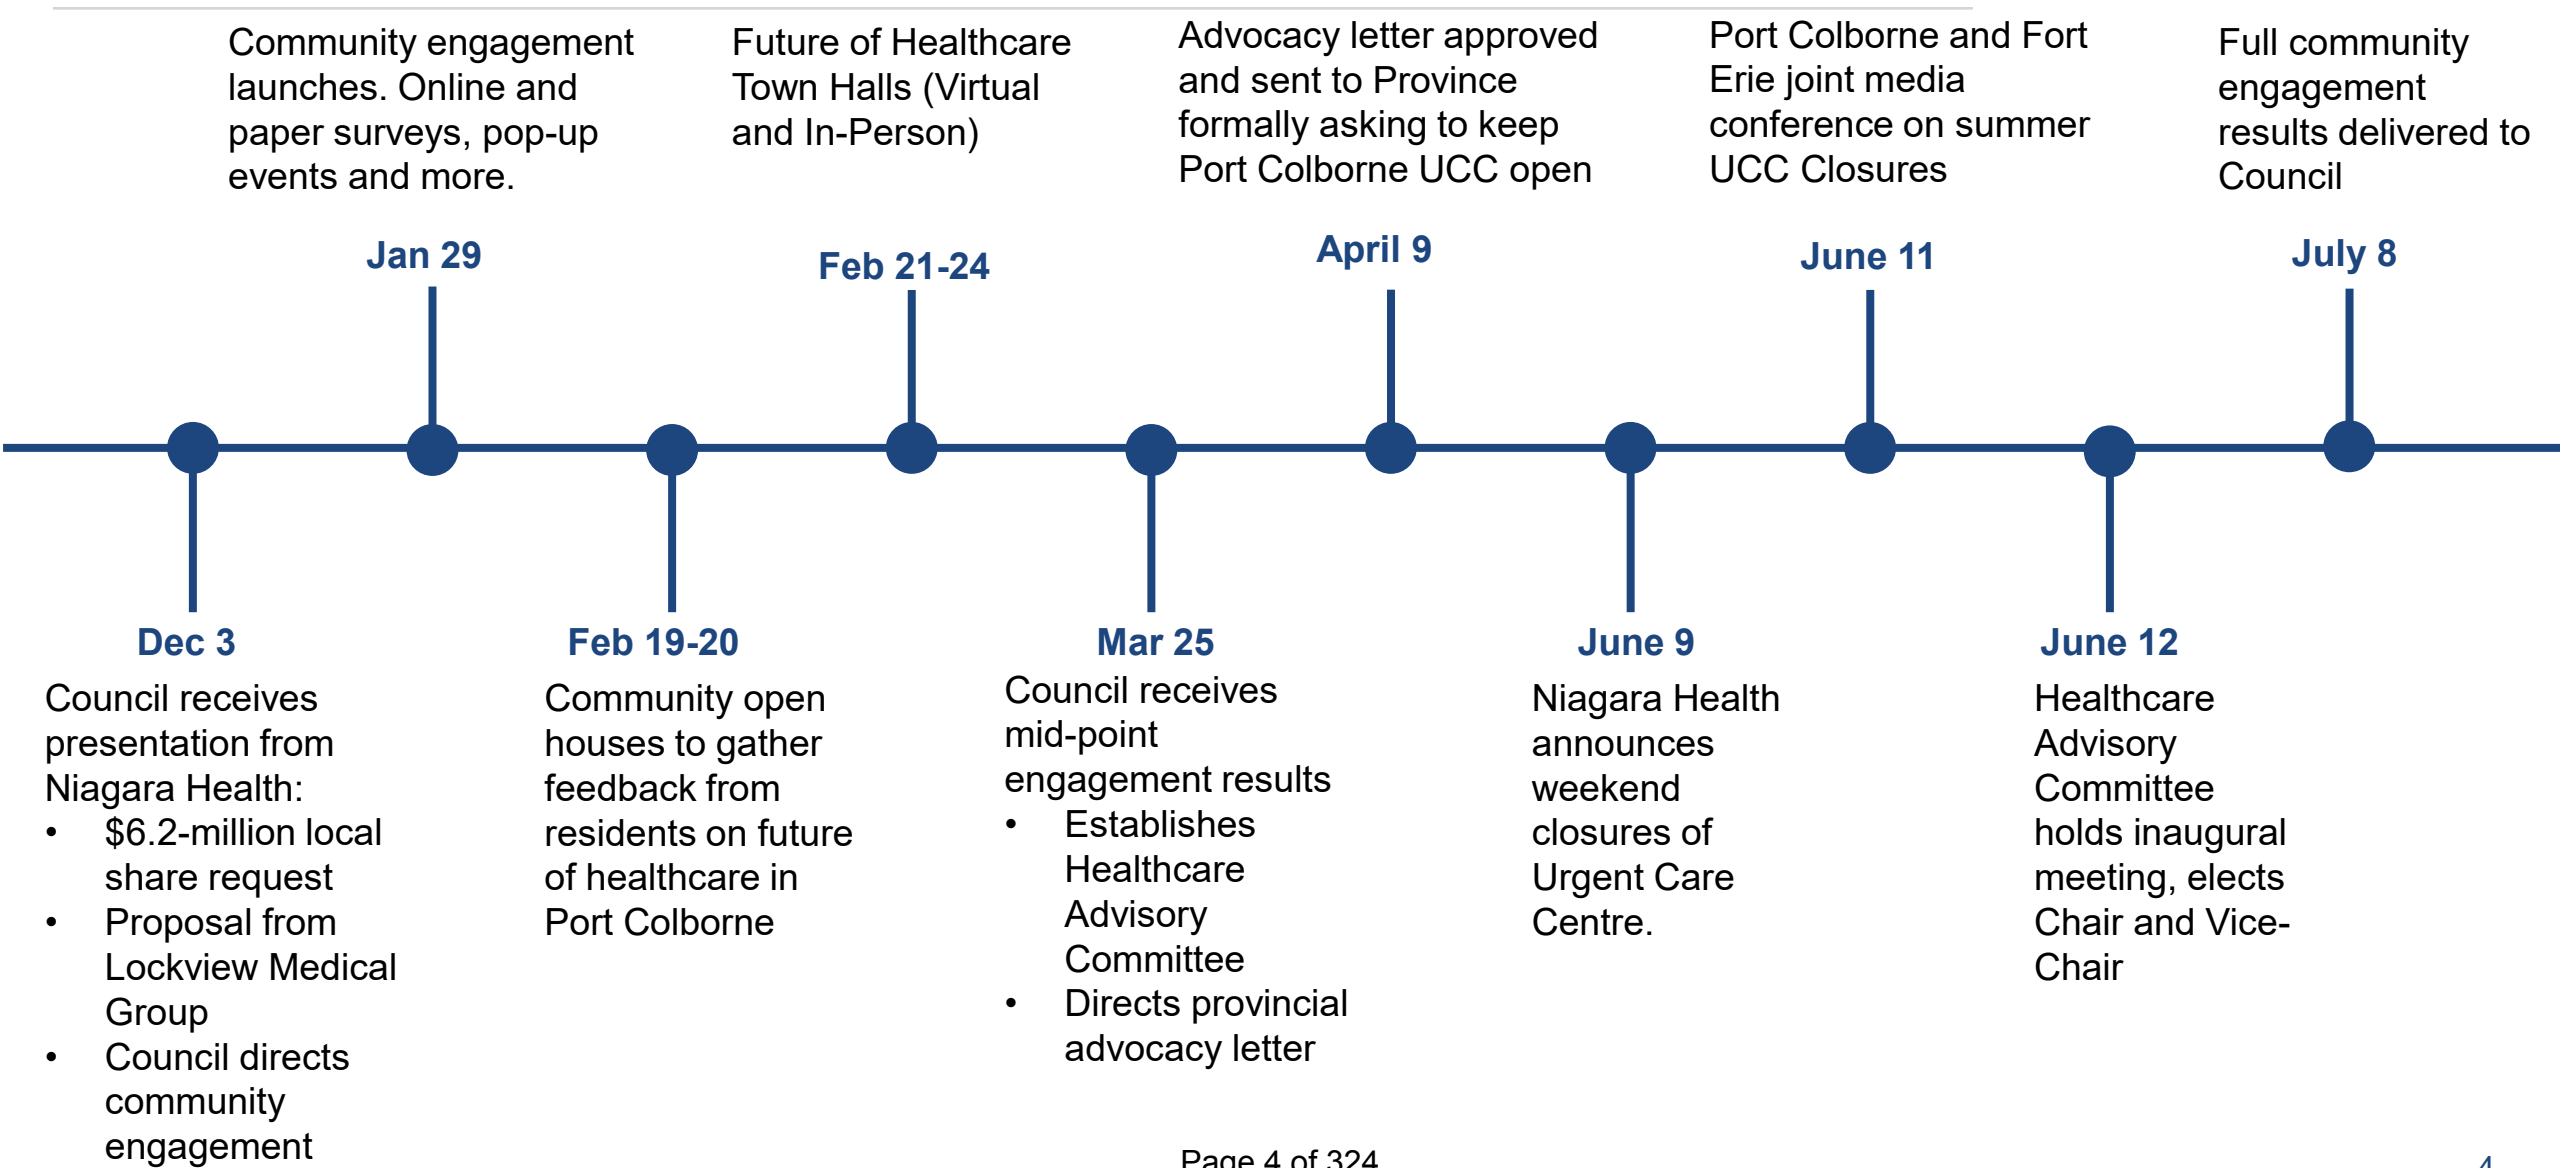 Community engagement
launches. Online and
paper surveys, pop-up
events and more.
Jan 29
Future of Healthcare
Town Halls (Virtual
and In-Person)
Feb 21-24
Advocacy letter approved
and sent to Province
formally asking to keep
Port Colborne UCC open
April 9
Port Colborne and Fort
Erie joint media
conference on summer
UCC Closures
June 11
Full community
engagement
results delivered to
Council
July 8
Dec 3
Council receives
presentation from
Niagara Health:
• $6.2-million local
share request
• Proposal from
Lockview Medical
Group
• Council directs
community
engagement
Feb 19-20
Community open
houses to gather
feedback from
residents on future
of healthcare in
Port Colborne
Mar 25
Council receives
mid-point
engagement results
• Establishes
Healthcare
Advisory
Committee
• Directs provincial
advocacy letter
June 9
Niagara Health
announces
weekend
closures of
Urgent Care
Centre.
June 12
Healthcare
Advisory
Committee
holds inaugural
meeting, elects
Chair and Vice-
Chair
Page 4 of 324
4